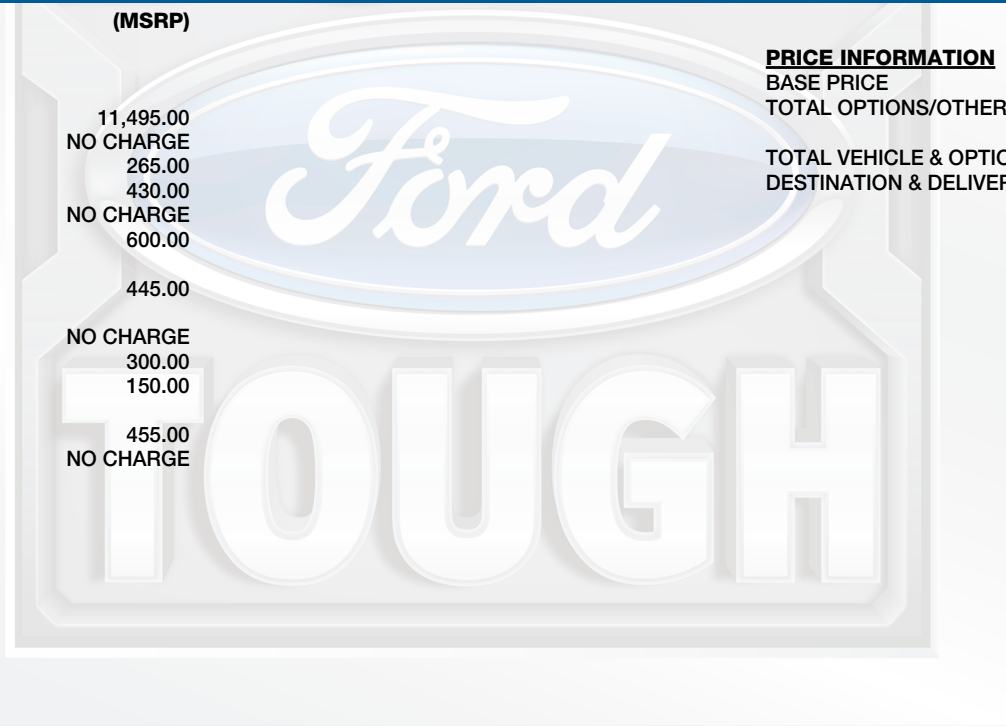 (MSRP)
11,495.00
NO CHARGE
265.00
430.00
NO CHARGE
600.00
445.00
NO CHARGE
300.00
150.00
455.00
NO CHARGE
PRICE INFORMATION
BASE PRICE
TOTAL OPTIONS/OTHER
TOTAL VEHICLE & OPTIO
DESTINATION & DELIVER
Ford
TOUGH